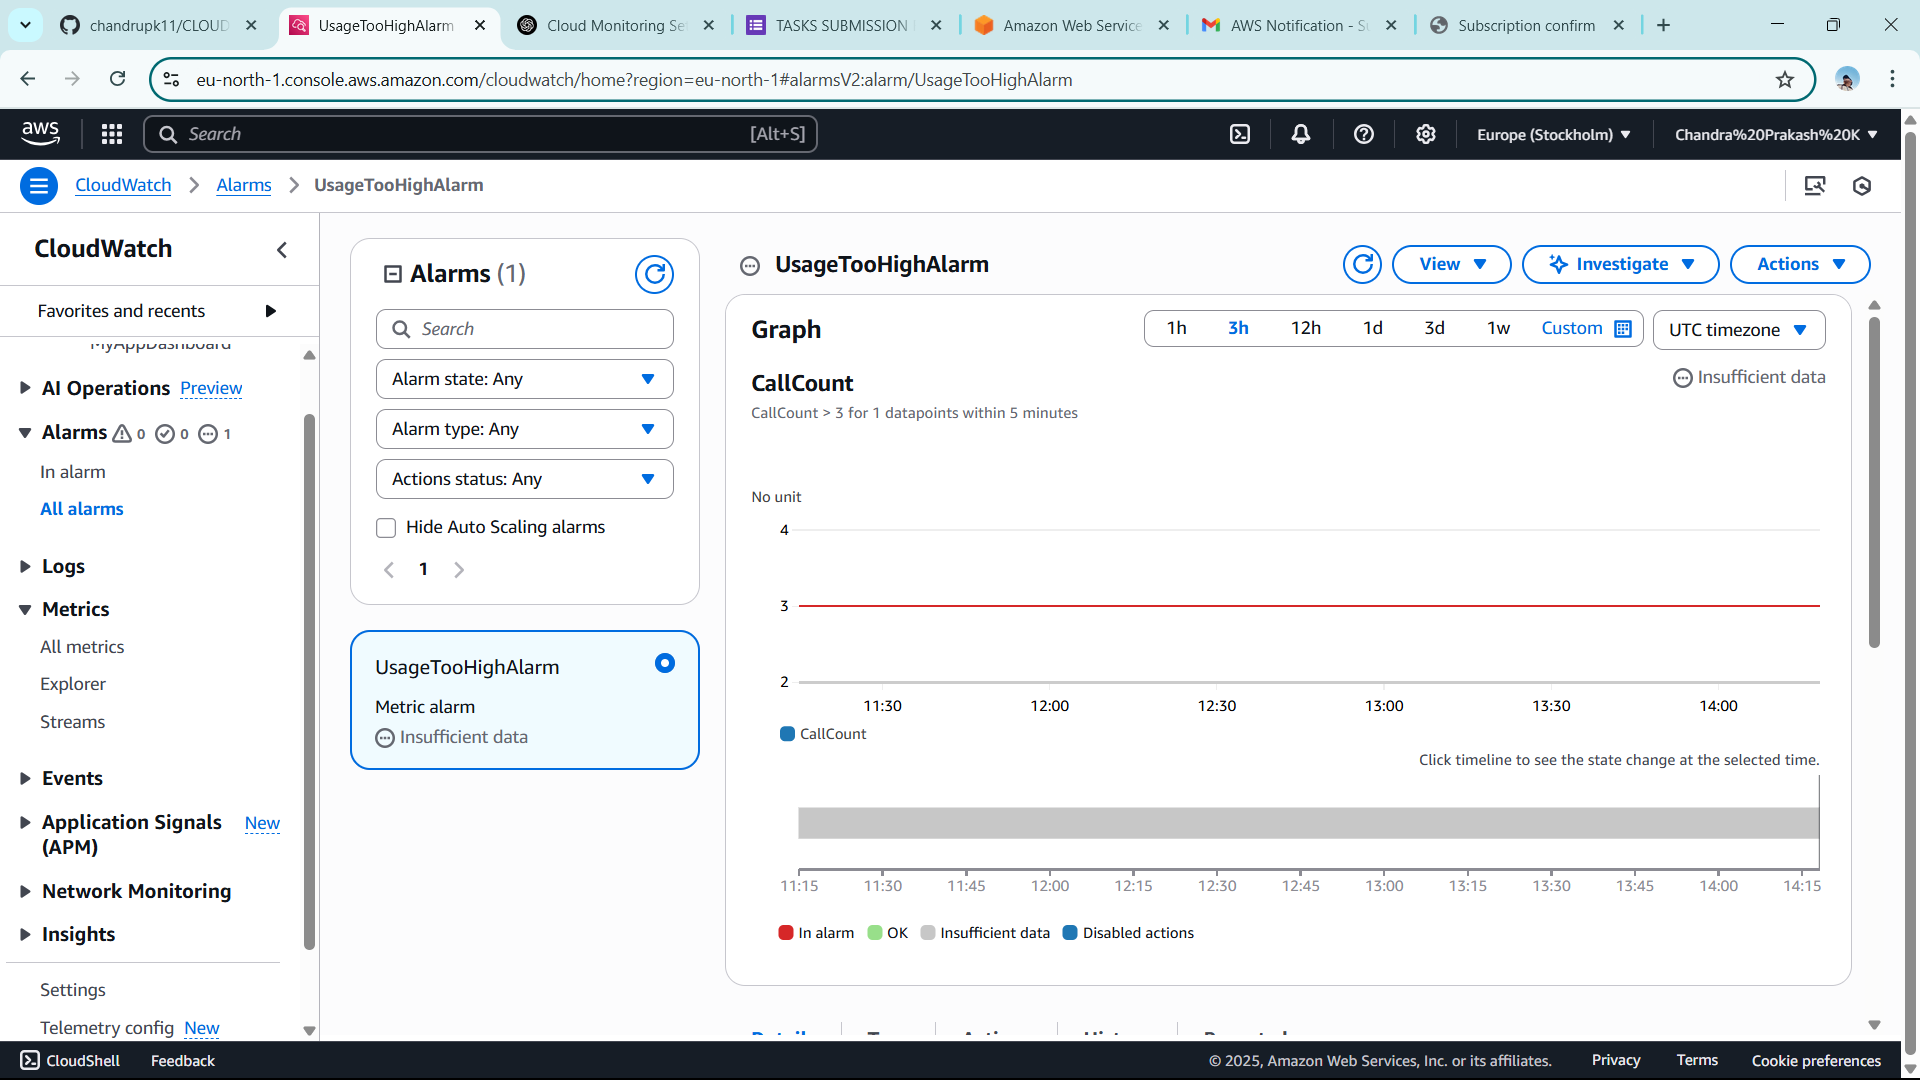 chandrupk11/CLOUD
UsageTooHighAlarm
Cloud Monitoring Se
TASKS SUBMISSION
Amazon Web Service
AWS Notification - S
Subscription confirm
eu-north-1.console.aws.amazon.com/cloudwatch/home?region=eu-north-1#alarmsV2:alarm/UsageTooHighAlarm
aws
Search
[Alt+S]
Europe (Stockholm)
Chandra%20Prakash%20K
CloudWatch
Alarms
UsageTooHighAlarm
CloudWatch
Favorites and recents
MyAppDashboard
AI Operations Preview
Alarms 0 0 1
In alarm
All alarms
Logs
Metrics
All metrics
Explorer
Streams
Events
Application Signals New
(APM)
Network Monitoring
Insights
Settings
Telemetry config New
Alarms (1)
Search
Alarm state: Any
Alarm type: Any
Actions status: Any
Hide Auto Scaling alarms
1
UsageTooHighAlarm
Metric alarm
Insufficient data
UsageTooHighAlarm
View
Investigate
Actions
Graph
1h 3h 12h 1d 3d 1w Custom
UTC timezone
CallCount
Insufficient data
CallCount > 3 for 1 datapoints within 5 minutes
No unit
4
3
2
11:30 12:00 12:30 13:00 13:30 14:00
CallCount
Click timeline to see the state change at the selected time.
11:15 11:30 11:45 12:00 12:15 12:30 12:45 13:00 13:15 13:30 13:45 14:00 14:15
In alarm OK Insufficient data Disabled actions
CloudShell
Feedback
© 2025, Amazon Web Services, Inc. or its affiliates.
Privacy
Terms
Cookie preferences